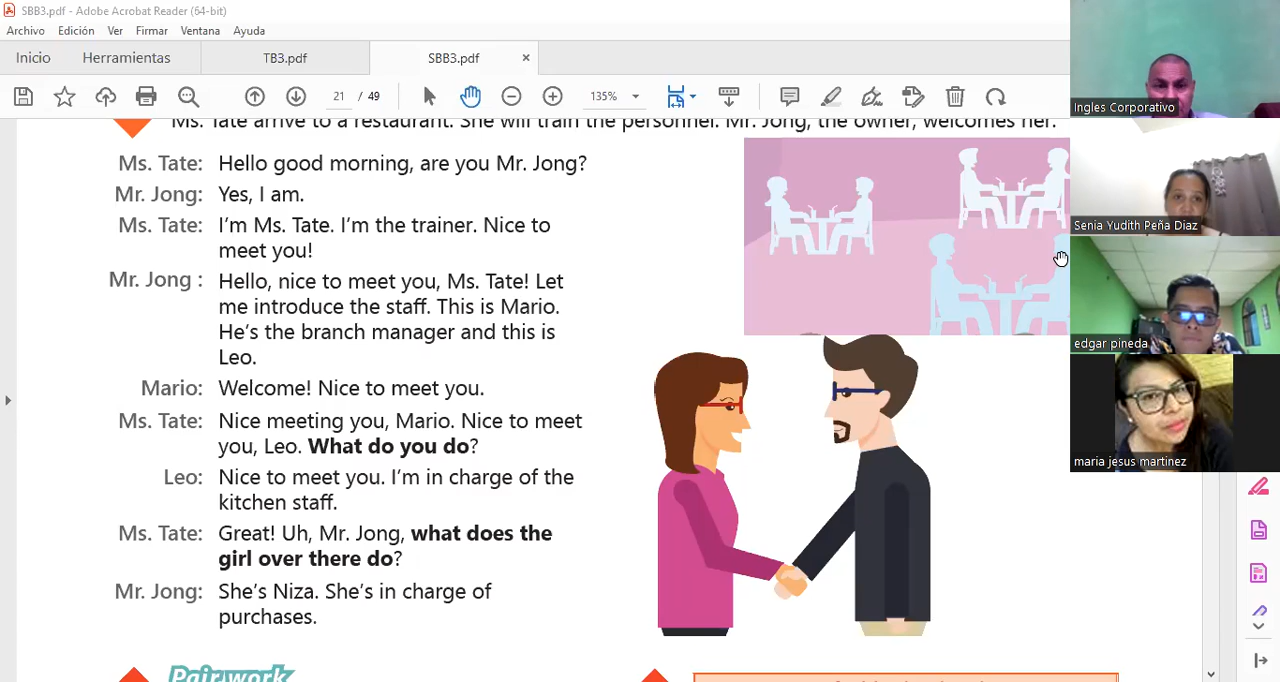 SBB3.pdf - Adobe Acrobat Reader (64-bit)
Archivo Edición Ver Firmar Ventana Ayuda
Inicio Herramientas TB3.pdf SBB3.pdf ×
21 / 49 135%
Ms. Tate arrive to a restaurant. She will train the personnel. Mr. Jong, the owner, welcomes her.
Ms. Tate: Hello good morning, are you Mr. Jong?
Mr. Jong: Yes, I am.
Ms. Tate: I'm Ms. Tate. I'm the trainer. Nice to
meet you!
Mr. Jong : Hello, nice to meet you, Ms. Tate! Let
me introduce the staff. This is Mario.
He's the branch manager and this is
Leo.
Mario: Welcome! Nice to meet you.
Ms. Tate: Nice meeting you, Mario. Nice to meet
you, Leo. What do you do?
Leo: Nice to meet you. I'm in charge of the
kitchen staff.
Ms. Tate: Great! Uh, Mr. Jong, what does the
girl over there do?
Mr. Jong: She's Niza. She's in charge of
purchases.
Pair work
Ingles Corporativo
Senia Yudith Peña Diaz
edgar pineda
maria jesus martinez